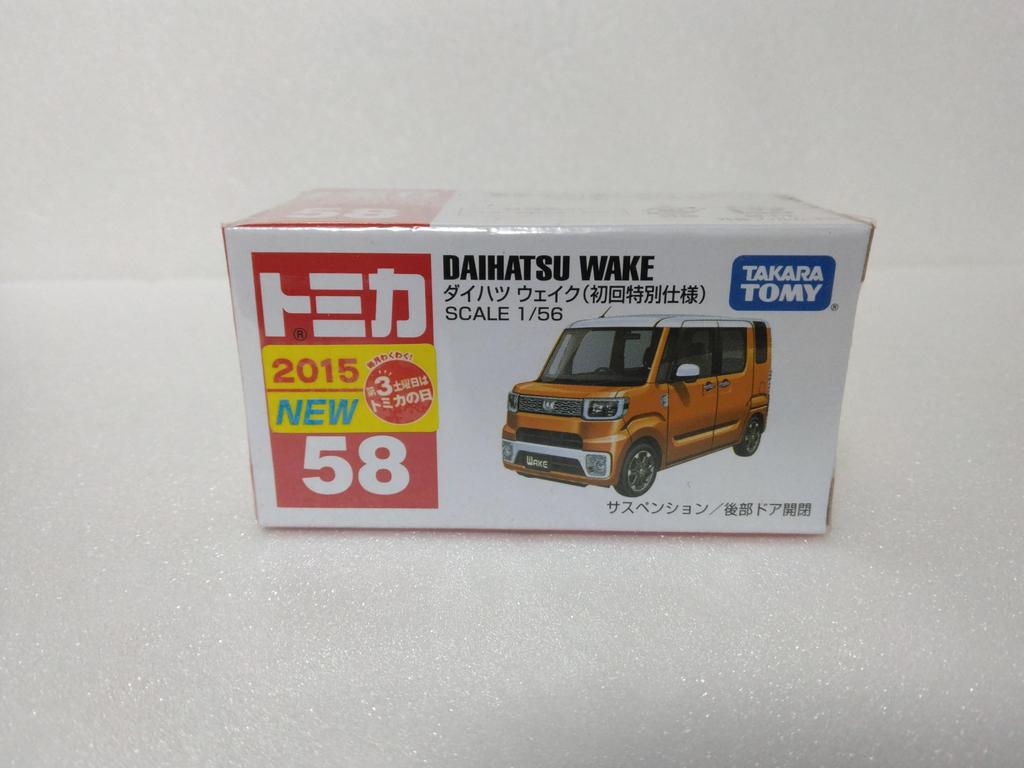 58
トミカ
®
2015
NEW
毎月わくわく!
第3土曜日は
トミカの日
58
DAIHATSU WAKE
ダイハツ ウェイク(初回特別仕様)
SCALE 1/56
TAKARA
TOMY
®
WAKE
サスペンション/後部ドア開閉